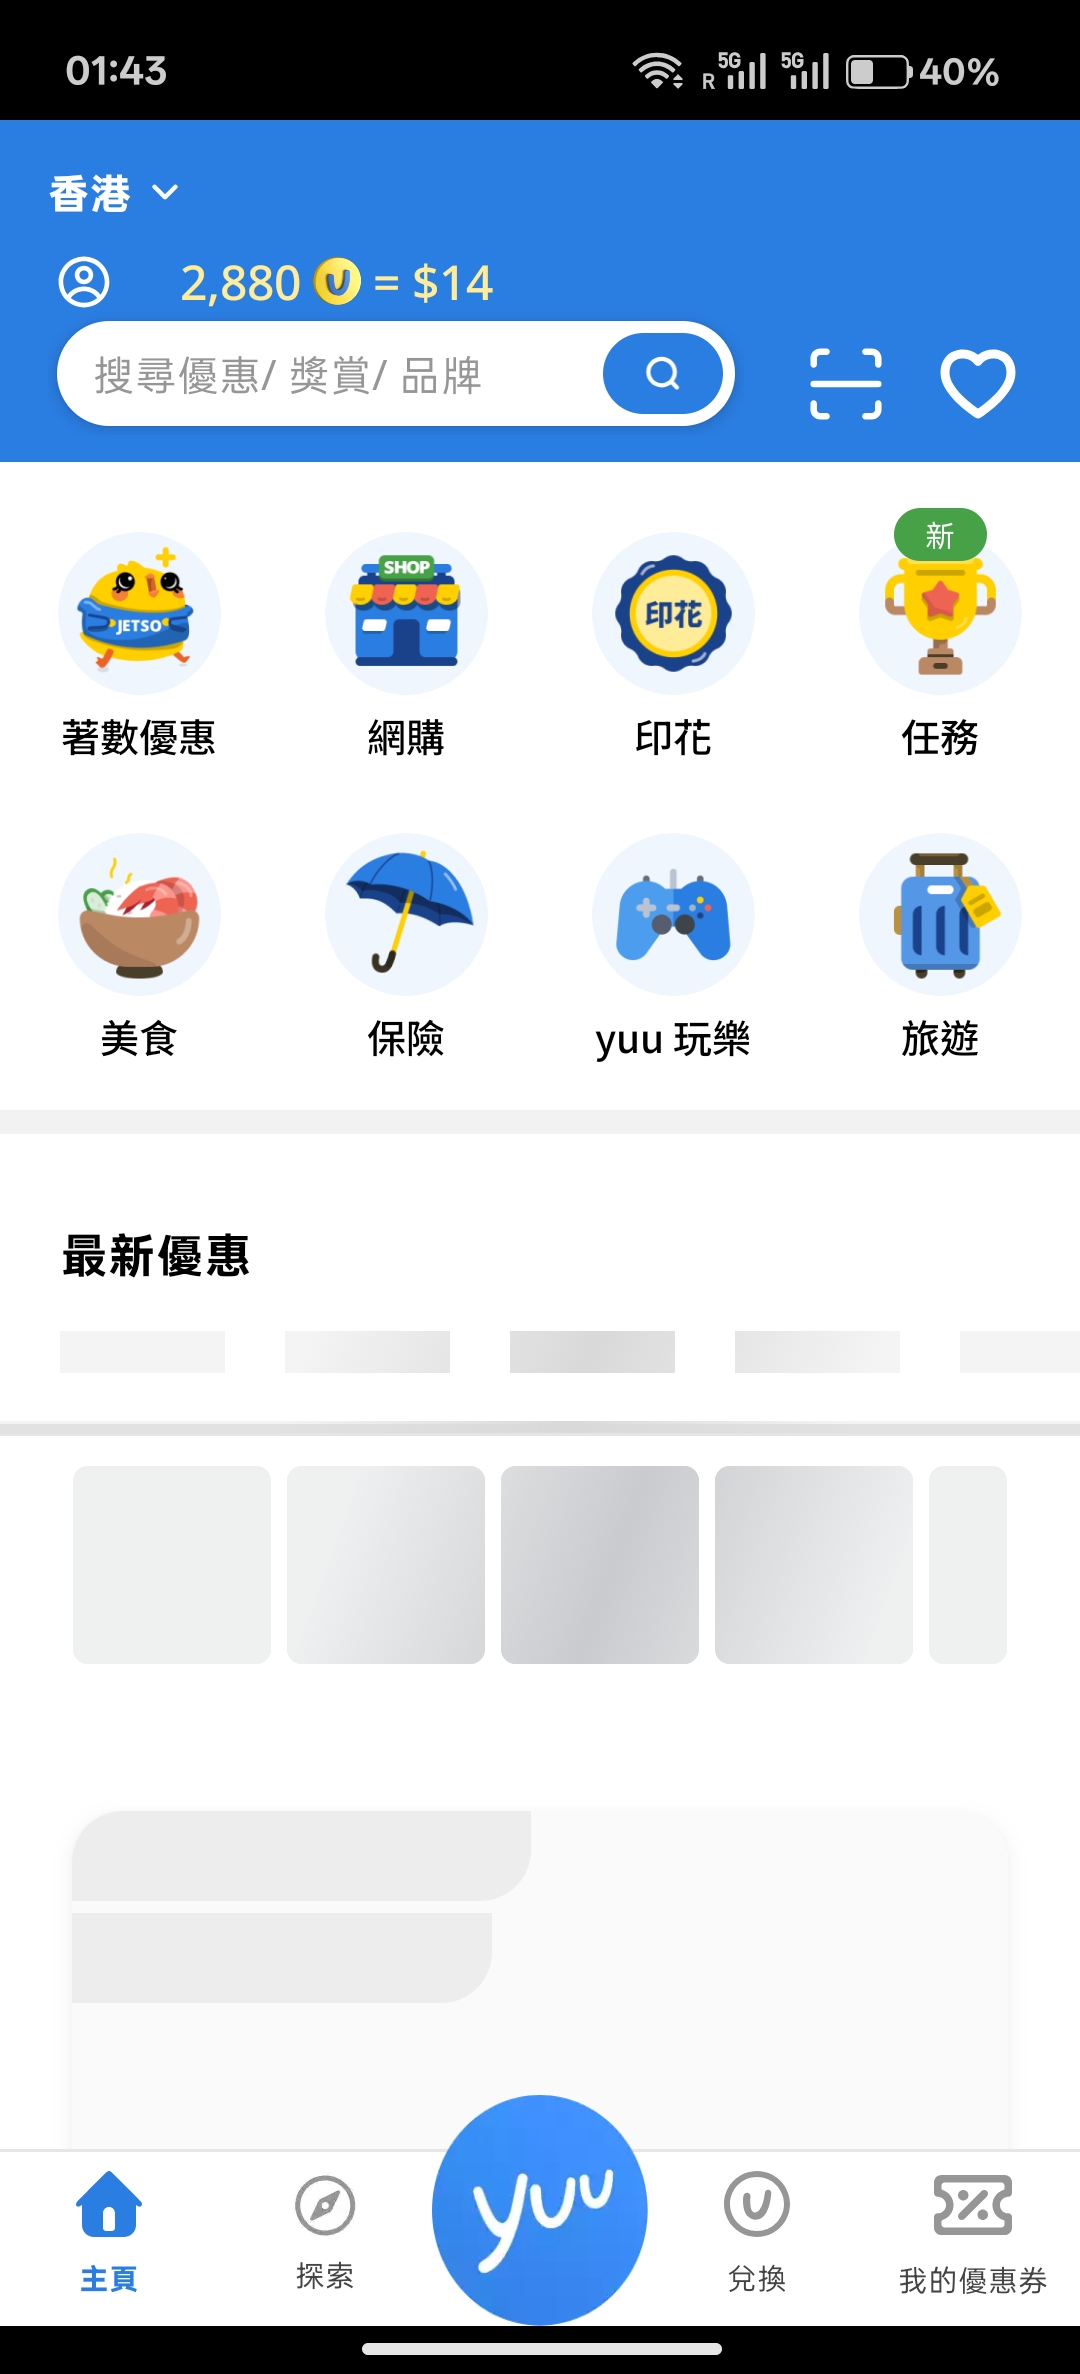 01:43 R 5G 5G 40%
香港
2,880 = $14
搜尋優惠/ 獎賞/ 品牌
新
JETSO SHOP 印花
著數優惠 網購 印花 任務
美食 保險 yuu 玩樂 旅遊
最新優惠
yuu
主頁 探索 兌換 我的優惠券